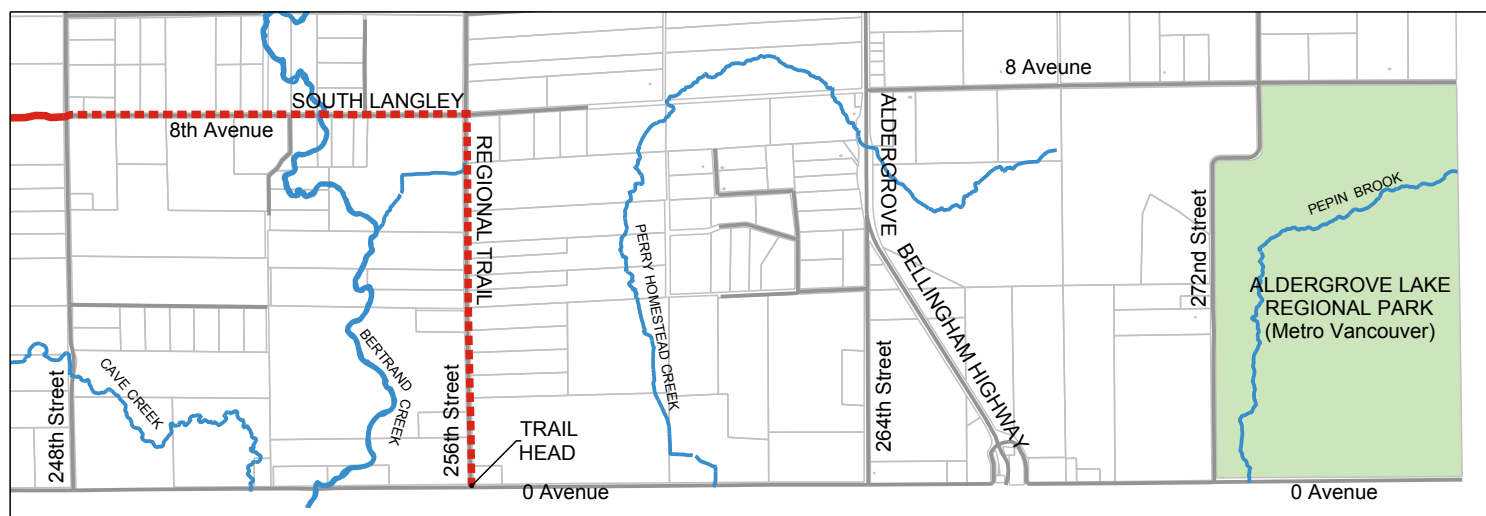 8 Aveune
SOUTH LANGLEY
8th Avenue
REGIONAL TRAIL
ALDERGROVE
BELLINGHAM HIGHWAY
PEPIN BROOK
PERRY HOMESTEAD CREEK
272nd Street
ALDERGROVE LAKE
REGIONAL PARK
(Metro Vancouver)
BERTRAND CREEK
CAVE CREEK
248th Street
256th Street
264th Street
TRAIL
HEAD
0 Avenue
0 Avenue